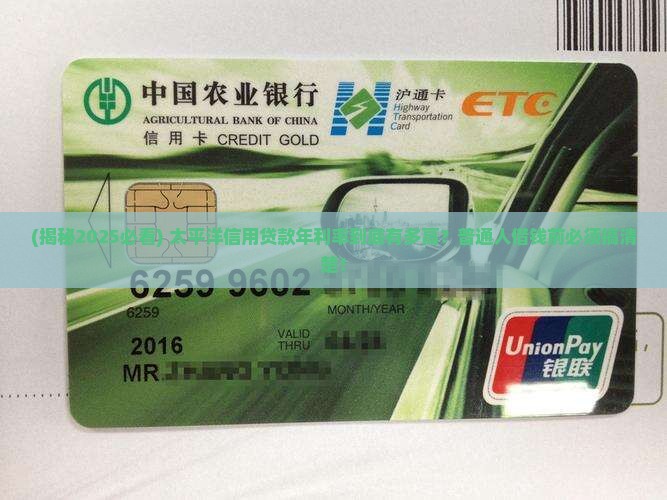 中国农业银行
AGRICULTURAL BANK OF CHINA
信用卡 CREDIT GOLD
沪通卡
Highway
Transportation
Card
ETC
(揭秘2025必看) 太平洋信用贷款年利率到底有多高？普通人借钱前必须搞清
楚！
6259 9602
6259
MONTH/YEAR
2016
VALID
THRU
MR.
UnionPay
银联